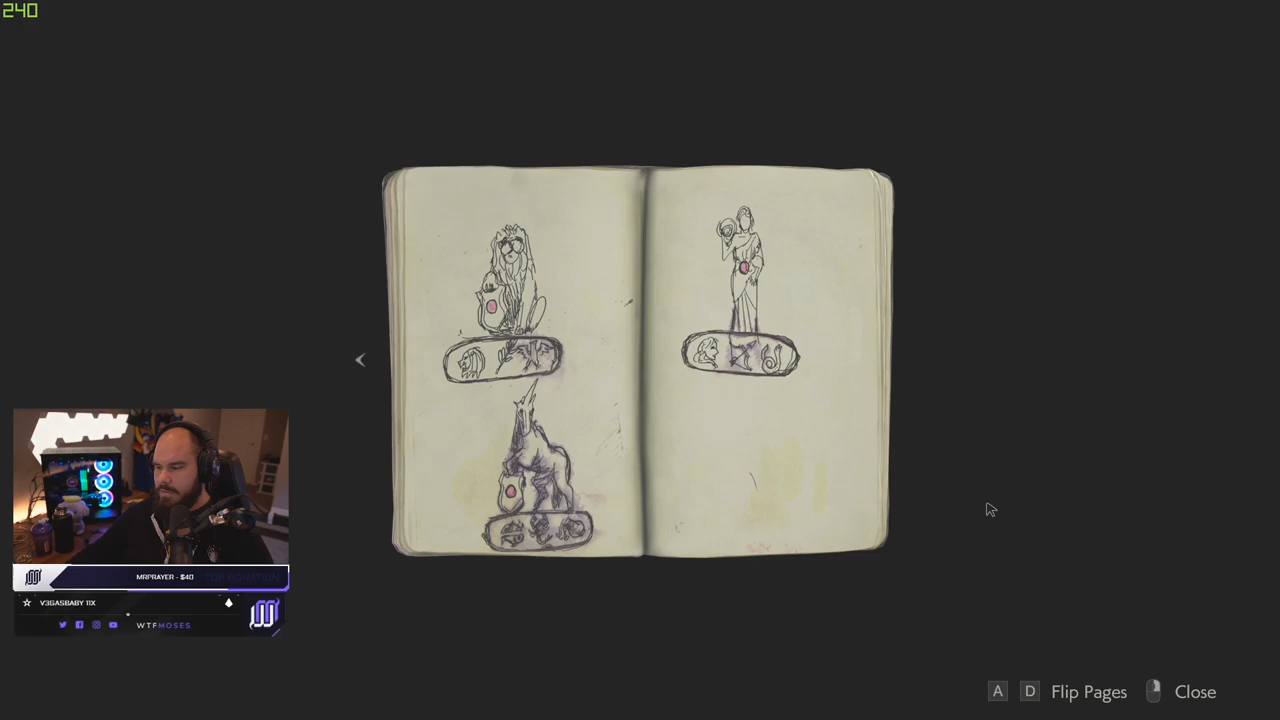 240
MRPRAYER - $40
V3GASBABY 11X
WTFMOSES
A D Flip Pages Close